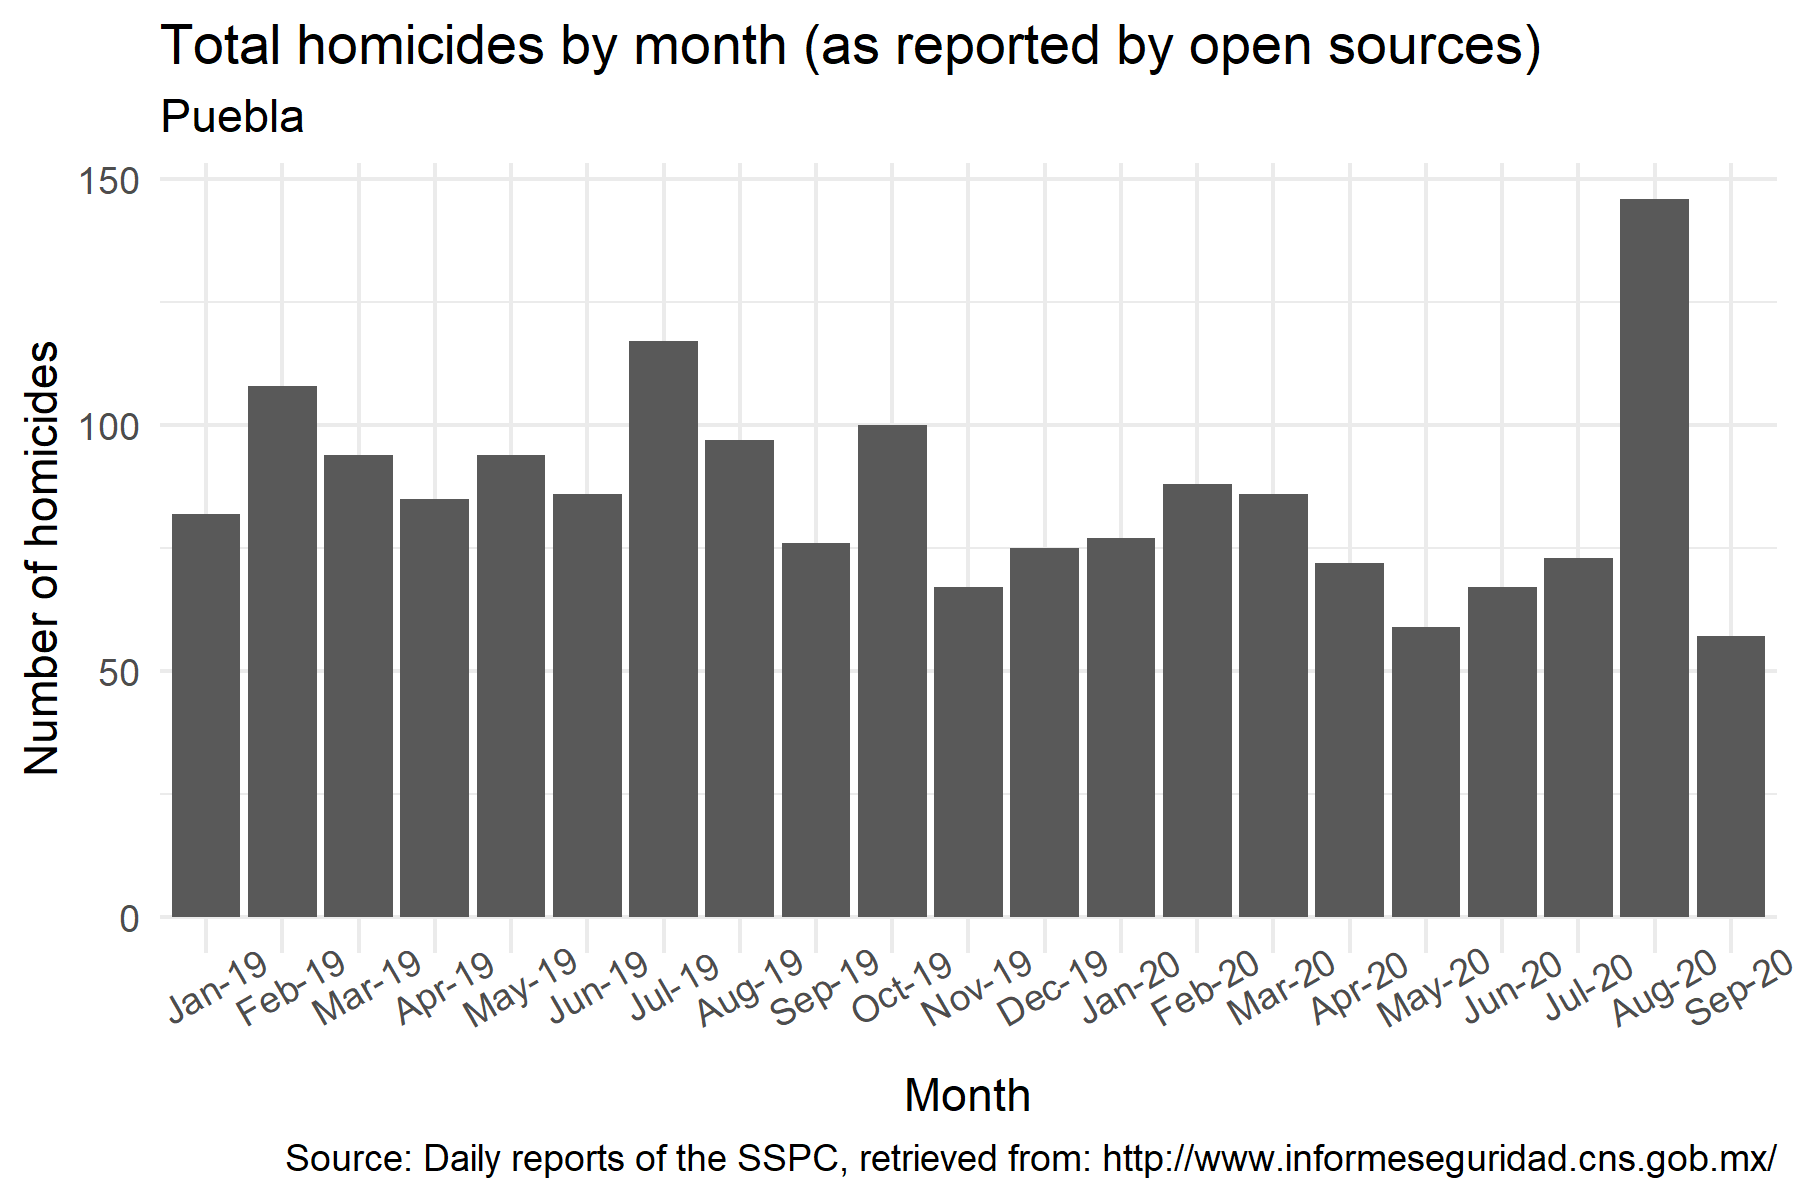 Total homicides by month (as reported by open sources)
Puebla
150
100
50
0
Number of homicides
Jan-19
Feb-19
Mar-19
Apr-19
May-19
Jun-19
Jul-19
Aug-19
Sep-19
Oct-19
Nov-19
Dec-19
Jan-20
Feb-20
Mar-20
Apr-20
May-20
Jun-20
Jul-20
Aug-20
Sep-20
Month
Source: Daily reports of the SSPC, retrieved from: http://www.informeseguridad.cns.gob.mx/